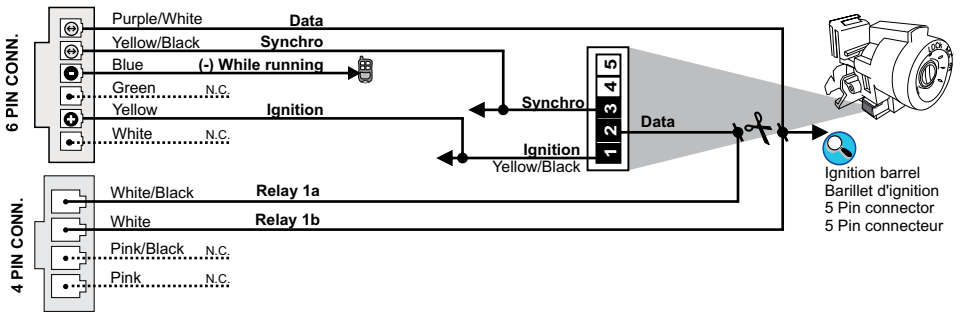 6 PIN CONN.
Purple/White Data
Yellow/Black Synchro
Blue (-) While running
Green N.C.
Yellow Ignition
White N.C.
4 PIN CONN.
White/Black Relay 1a
White Relay 1b
Pink/Black N.C.
Pink N.C.
5
4
3
2
1
Synchro
Data
Ignition
Yellow/Black
LOCK
Ignition barrel
Barillet d'ignition
5 Pin connector
5 Pin connecteur